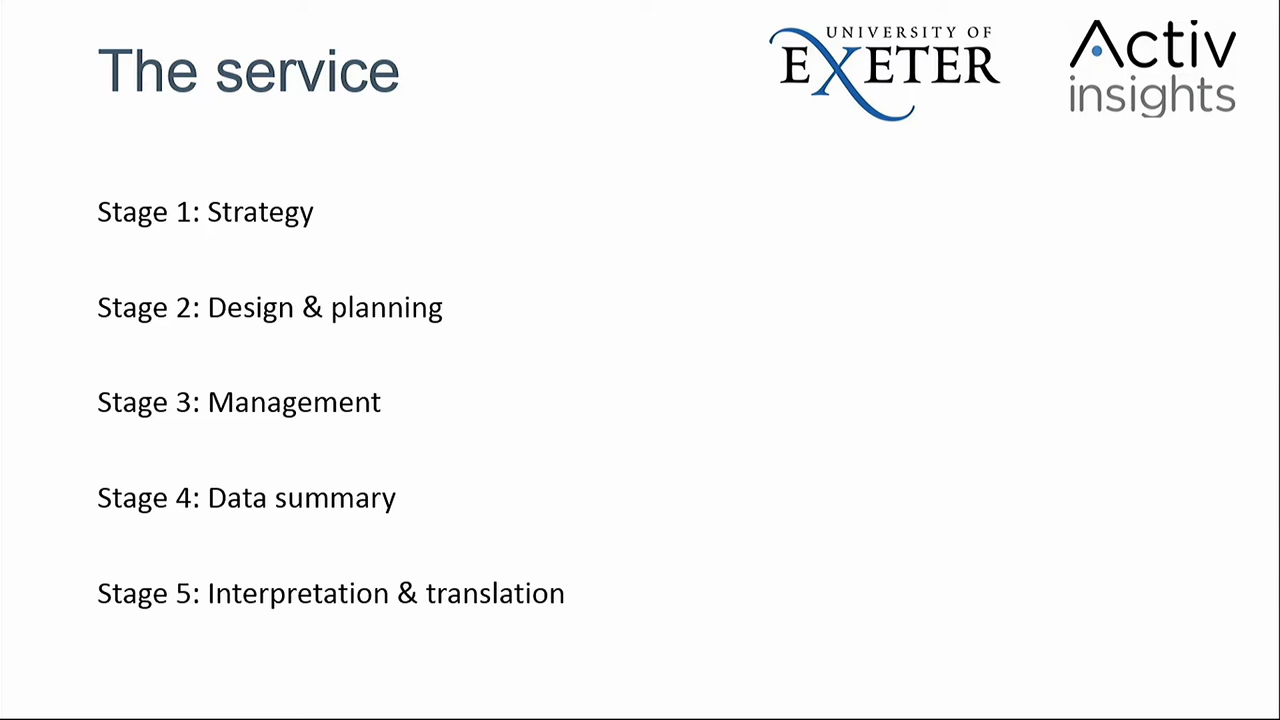 The service
UNIVERSITY OF
EXETER
Activ
insights
Stage 1: Strategy
Stage 2: Design & planning
Stage 3: Management
Stage 4: Data summary
Stage 5: Interpretation & translation